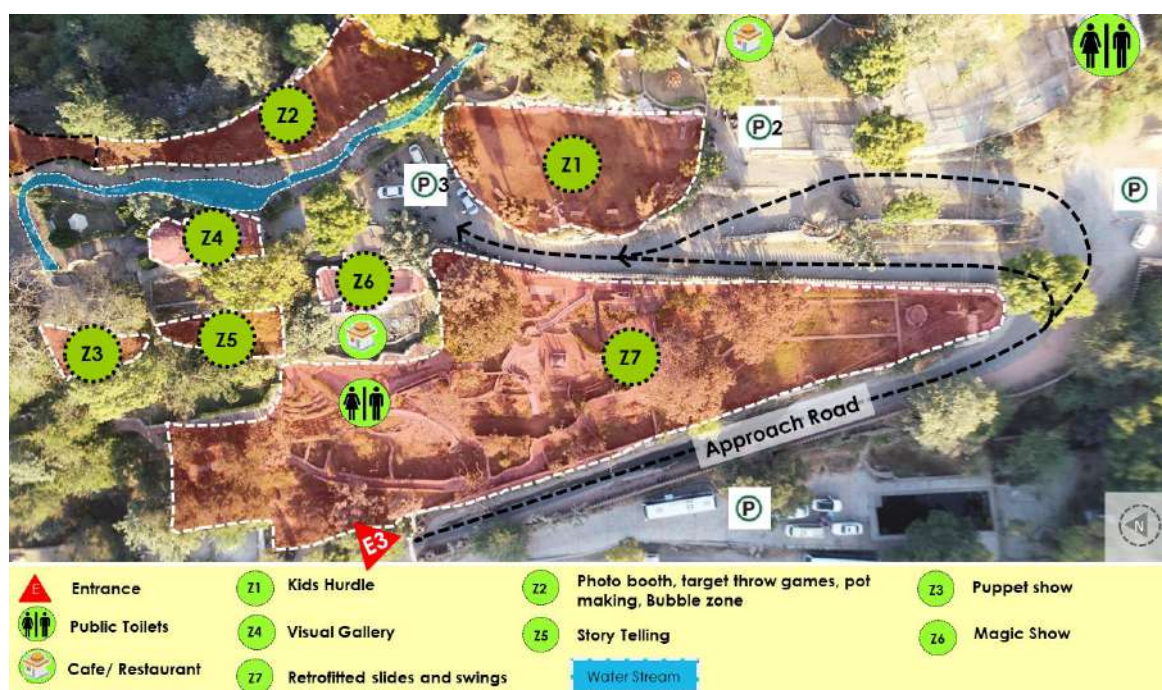 Z2
P2
Z1
P3
P
Z4
Z6
Z5
Z3
Z7
Approach Road
P
N
E3
E Entrance
Z1 Kids Hurdle
Z2 Photo booth, target throw games, pot
making, Bubble zone
Z3 Puppet show
Public Toilets
Z4 Visual Gallery
Z5 Story Telling
Z6 Magic Show
Cafe/ Restaurant
Z7 Retrofitted slides and swings
Water Stream